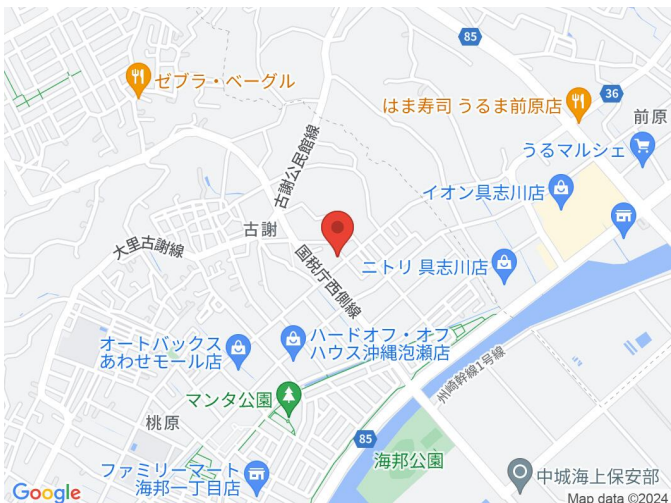 85
ゼブラ・ベーグル
36
はま寿司 うるま前原店
前原
うるマルシェ
古謝公民館線
イオン具志川店
古謝
大里古謝線
国税庁西側線
ニトリ 具志川店
オートバックス
あわせモール店
ハードオフ・オフ
ハウス沖縄泡瀬店
州崎幹線1号線
マンタ公園
桃原
85
海邦公園
ファミリーマート
海邦一丁目店
中城海上保安部
Google
Map data ©2024